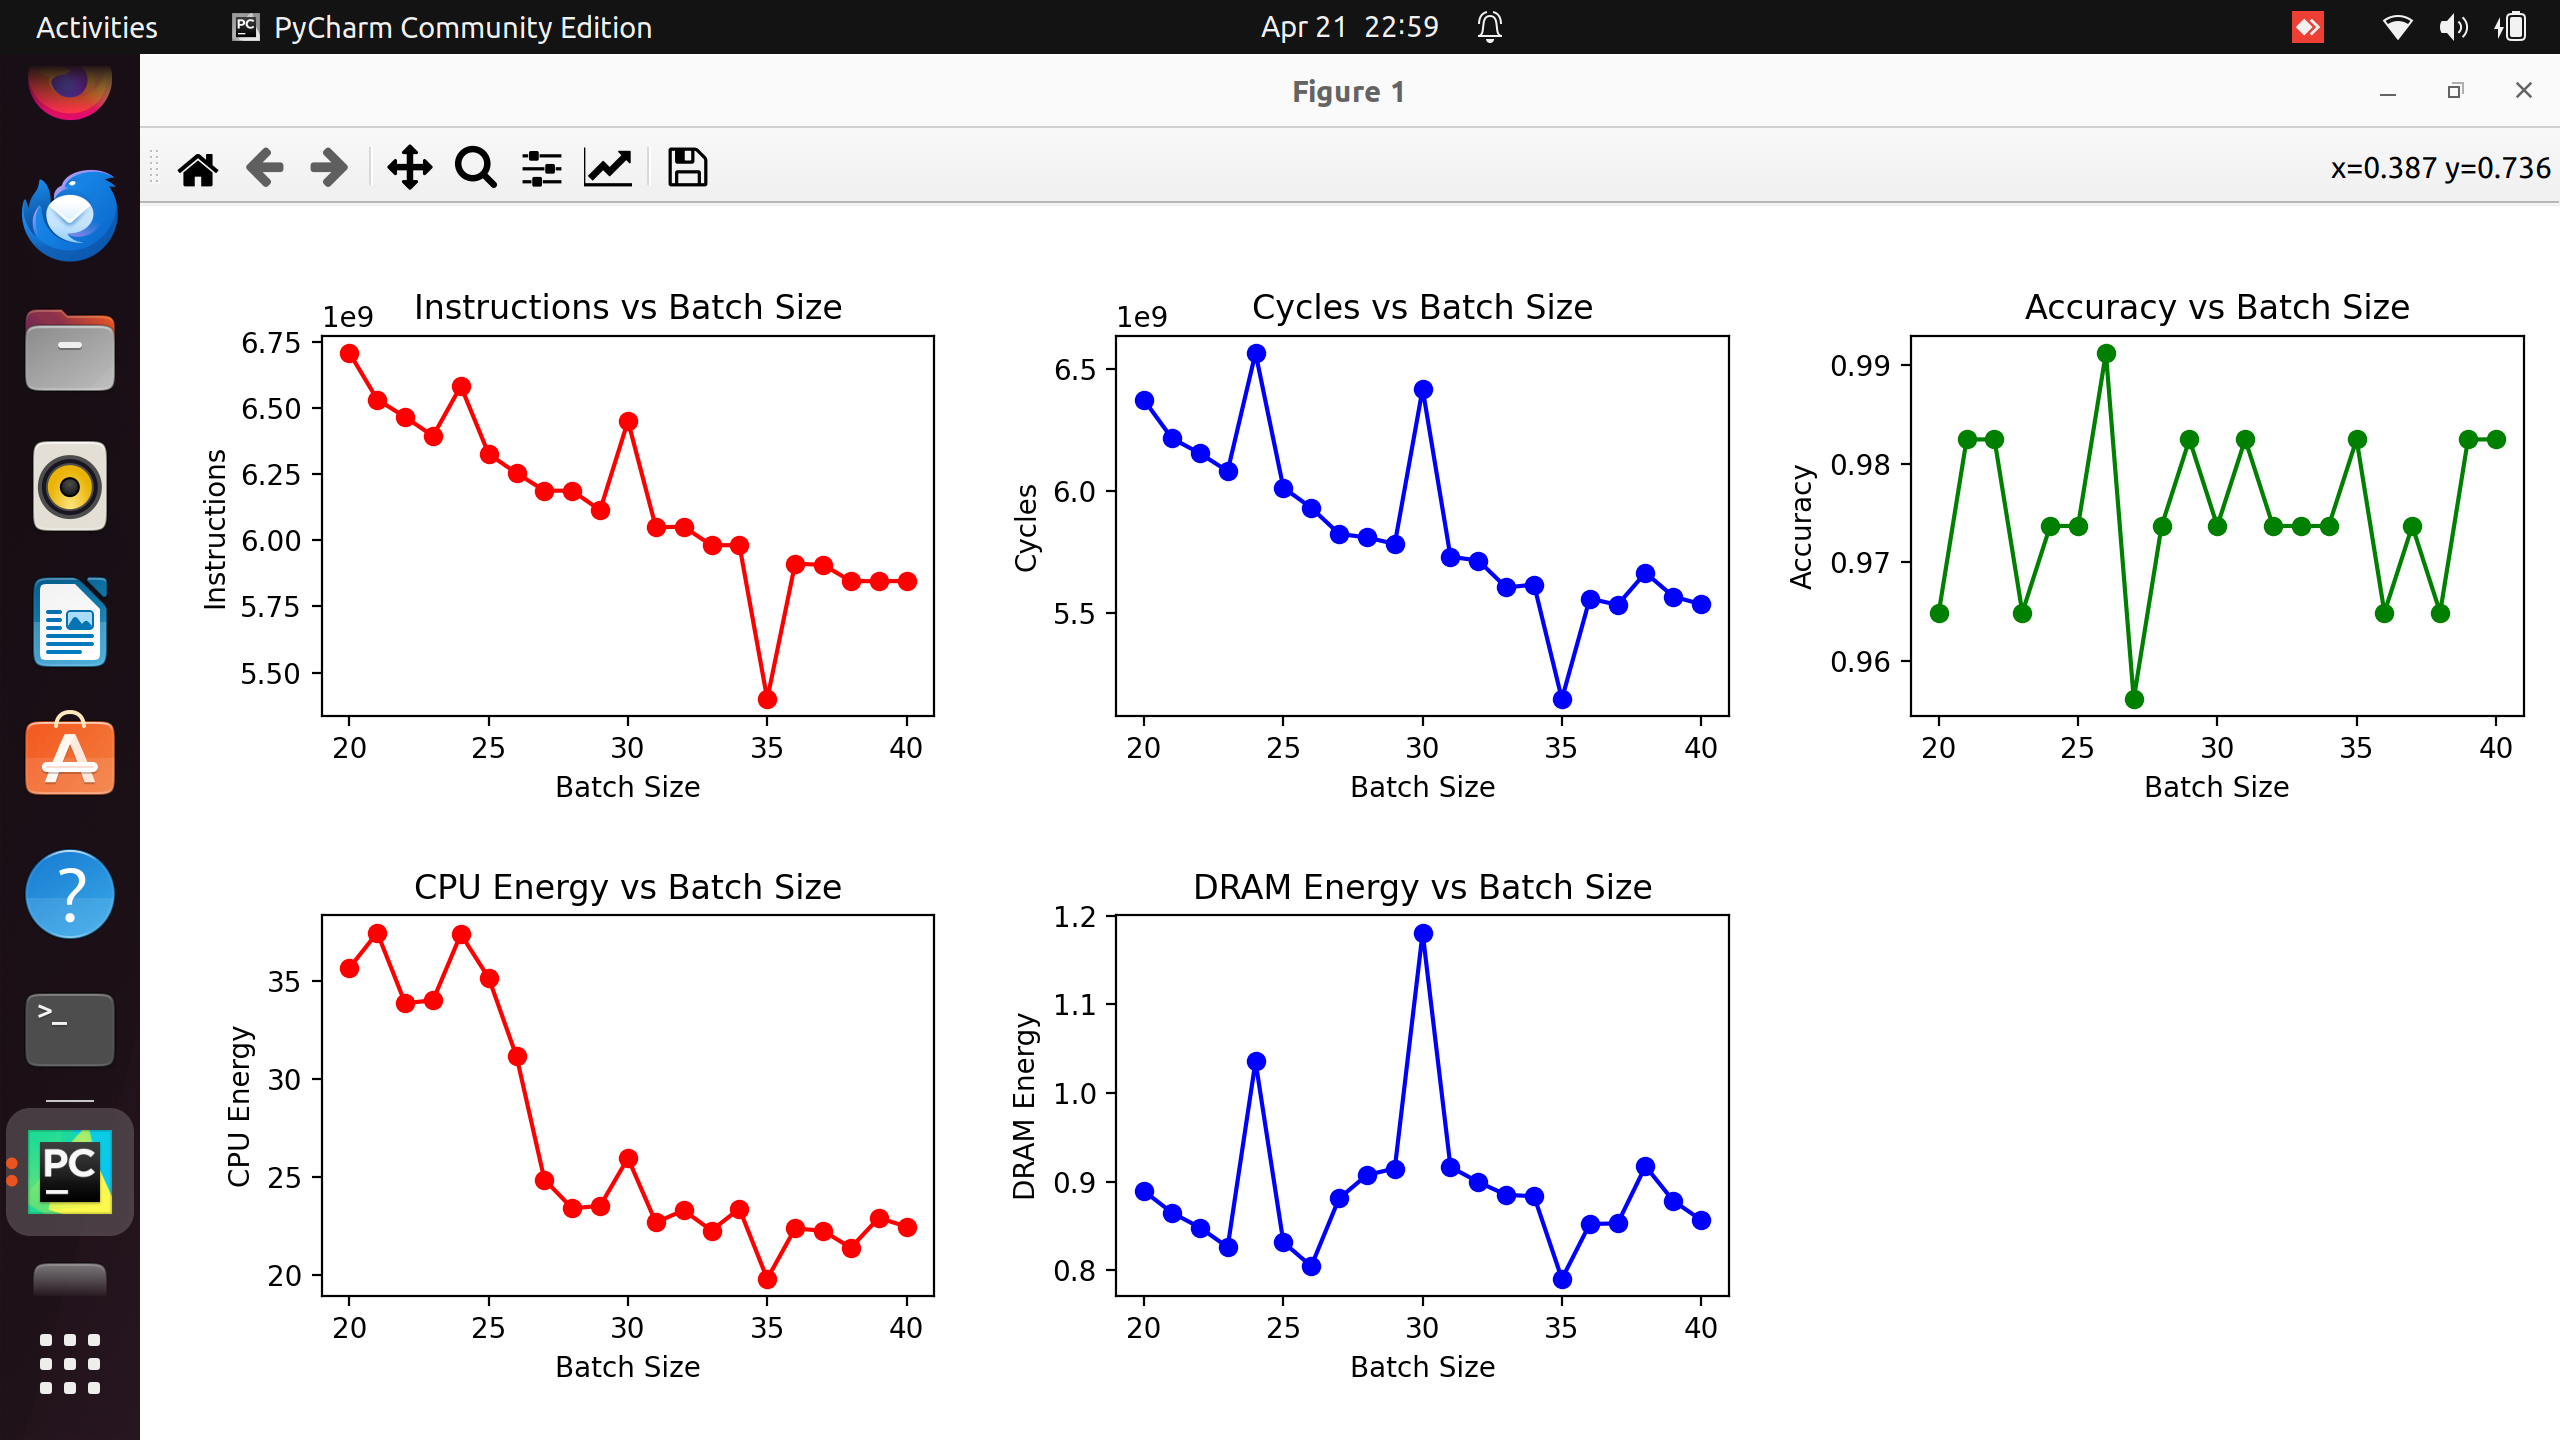 Activities
PC PyCharm Community Edition
Apr 21 22:59
Figure 1
x=0.387 y=0.736
Instructions vs Batch Size
1e9
6.75
6.50
6.25
6.00
5.75
5.50
Instructions
20 25 30 35 40
Batch Size
Cycles vs Batch Size
1e9
6.5
6.0
5.5
Cycles
20 25 30 35 40
Batch Size
Accuracy vs Batch Size
0.99
0.98
0.97
0.96
Accuracy
20 25 30 35 40
Batch Size
CPU Energy vs Batch Size
35
30
25
20
CPU Energy
20 25 30 35 40
Batch Size
DRAM Energy vs Batch Size
1.2
1.1
1.0
0.9
0.8
DRAM Energy
20 25 30 35 40
Batch Size
A
?
>_
PC